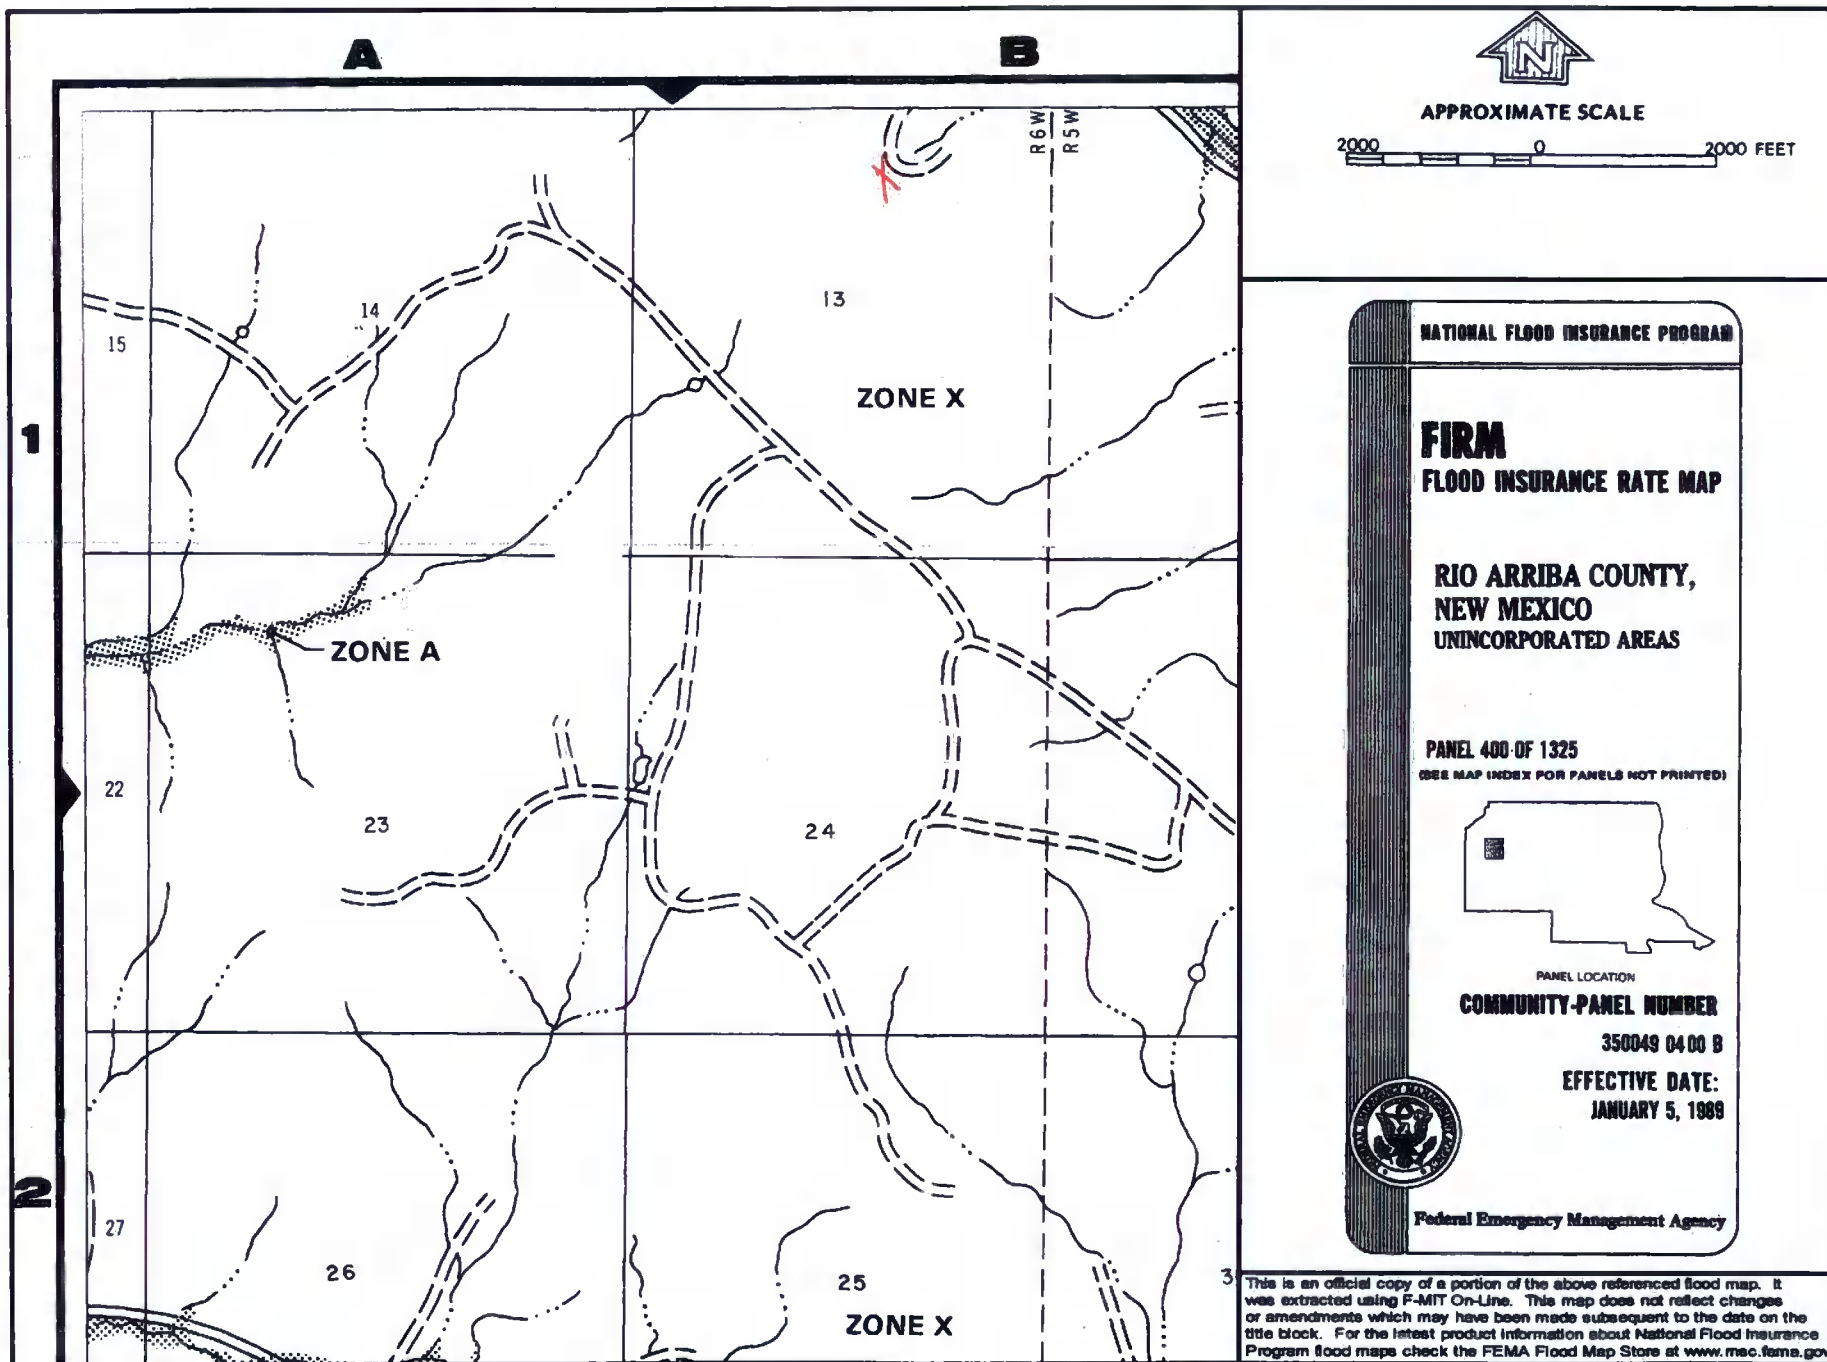 A
B
1
2
R6W
R5W
15
14
13
ZONE X
ZONE A
22
23
24
27
26
25
ZONE X
3
N
APPROXIMATE SCALE
2000 0 2000 FEET
NATIONAL FLOOD INSURANCE PROGRAM
FIRM
FLOOD INSURANCE RATE MAP
RIO ARRIBA COUNTY,
NEW MEXICO
UNINCORPORATED AREAS
PANEL 400 OF 1325
(SEE MAP INDEX FOR PANELS NOT PRINTED)
PANEL LOCATION
COMMUNITY-PANEL NUMBER
350049 0400 B
EFFECTIVE DATE:
JANUARY 5, 1989
Federal Emergency Management Agency
This is an official copy of a portion of the above referenced flood map. It
was extracted using F-MIT On-Line. This map does not reflect changes
or amendments which may have been made subsequent to the date on the
title block. For the latest product information about National Flood Insurance
Program flood maps check the FEMA Flood Map Store at www.msc.fema.gov